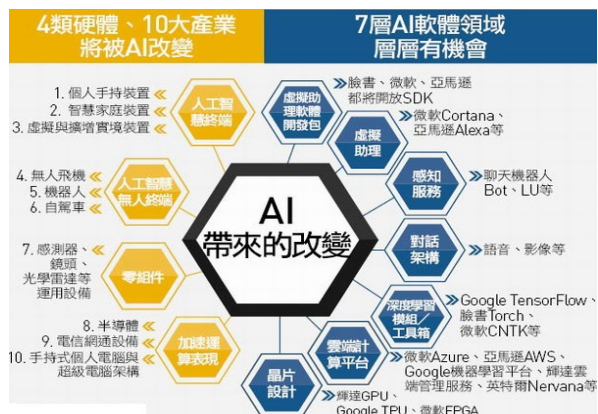 4類硬體、10大產業
將被AI改變
7層AI軟體領域
層層有機會
1. 個人手持裝置
2. 智慧家庭裝置
3. 虛擬與擴增實境裝置
人工智
慧終端
4. 無人飛機
5. 機器人
6. 自駕車
人工智慧
無人終端
7. 感測器、
鏡頭、
光學雷達等
運用設備
零組件
8. 半導體
9. 電信網通設備
10. 手持式個人電腦與
超級電腦架構
加速運
算表現
AI
帶來的改變
虛擬助
理軟體
開發包
臉書、微軟、亞馬遜
都將開放SDK
虛擬
助理
微軟Cortana、
亞馬遜Alexa等
感知
服務
聊天機器人
Bot、LU等
對話
架構
語音、影像等
深度學習
模組／
工具箱
Google TensorFlow、
臉書Torch、
微軟CNTK等
雲端計
算平台
微軟Azure、亞馬遜AWS、
Google機器學習平台、輝達雲
端管理服務、英特爾Nervana等
晶片
設計
輝達GPU、
Google TPU、微軟FPGA